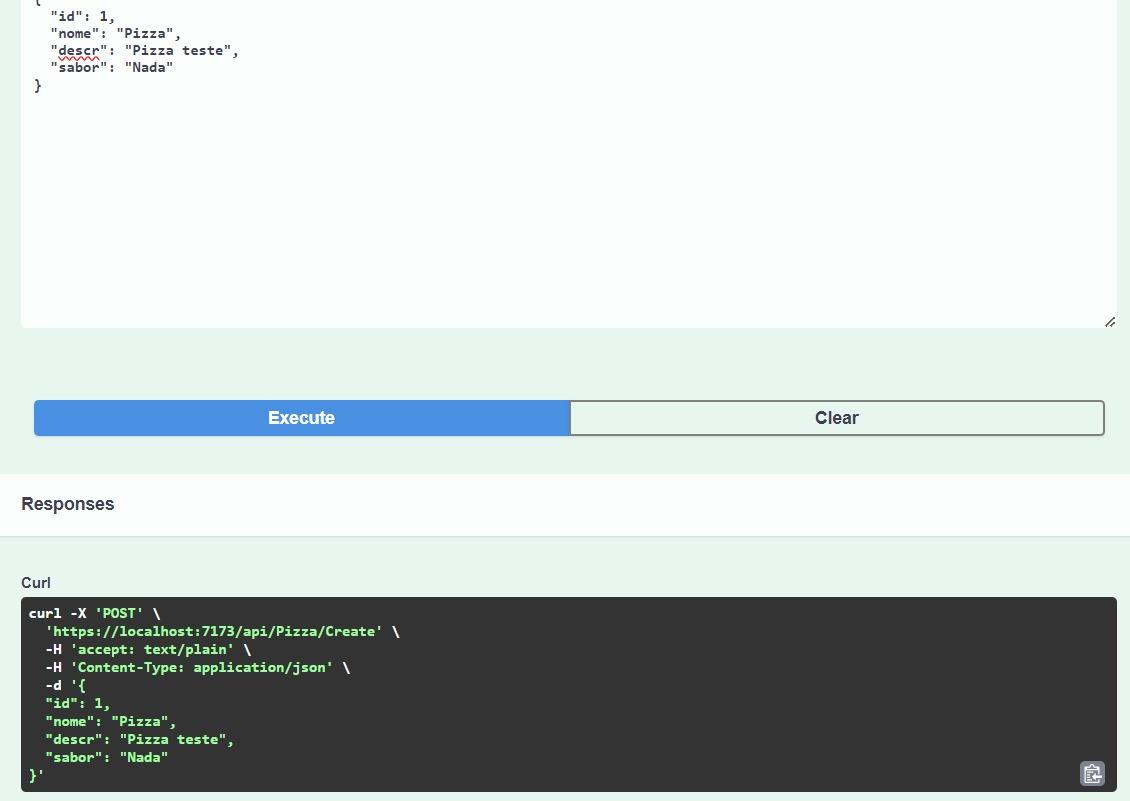 {
  "id": 1,
  "nome": "Pizza",
  "descr": "Pizza teste",
  "sabor": "Nada"
}
Execute
Clear
Responses
Curl
curl -X 'POST' \
  'https://localhost:7173/api/Pizza/Create' \
  -H 'accept: text/plain' \
  -H 'Content-Type: application/json' \
  -d '{
  "id": 1,
  "nome": "Pizza",
  "descr": "Pizza teste",
  "sabor": "Nada"
}'